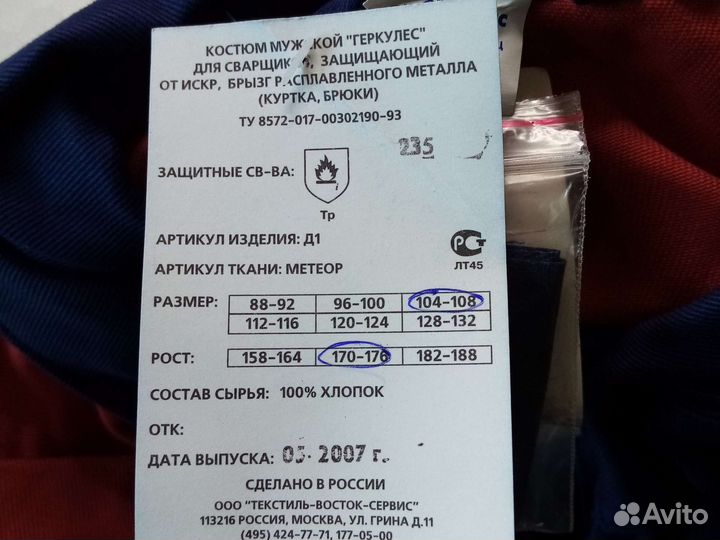 КОСТЮМ "ГЕРКУЛЕС"
ДЛЯ ЗАЩИЩАЮЩИЙ
ОТ ИСКР, БРЫЗГ РАСПЛАВЛЕННОГО МЕТАЛЛА
(КУРТКА, БРЮКИ)
ТУ 8572-017-00302190-93
235
ЗАЩИТНЫЕ СВ-ВА:
i
Тр
АРТИКУЛ ИЗДЕЛИЯ: Д1
АРТИКУЛ ТКАНИ: МЕТЕОР
ЛТ45
РАЗМЕР: 88-92 96-100 104-108
112-116 120-124 128-132
РОСТ: 158-164 170-176 182-188
СОСТАВ СЫРЬЯ: 100% ХЛОПОК
ОТК:
ДАТА ВЫПУСКА: 2007 г.
СДЕЛАНО В РОССИИ
ООО "ТЕКСТИЛЬ-ВОСТОК-СЕРВИС"
113216 РОССИЯ, МОСКВА, УЛ. ГРИНА Д.11
(495) 424-77-71, 177-05-00
Avito